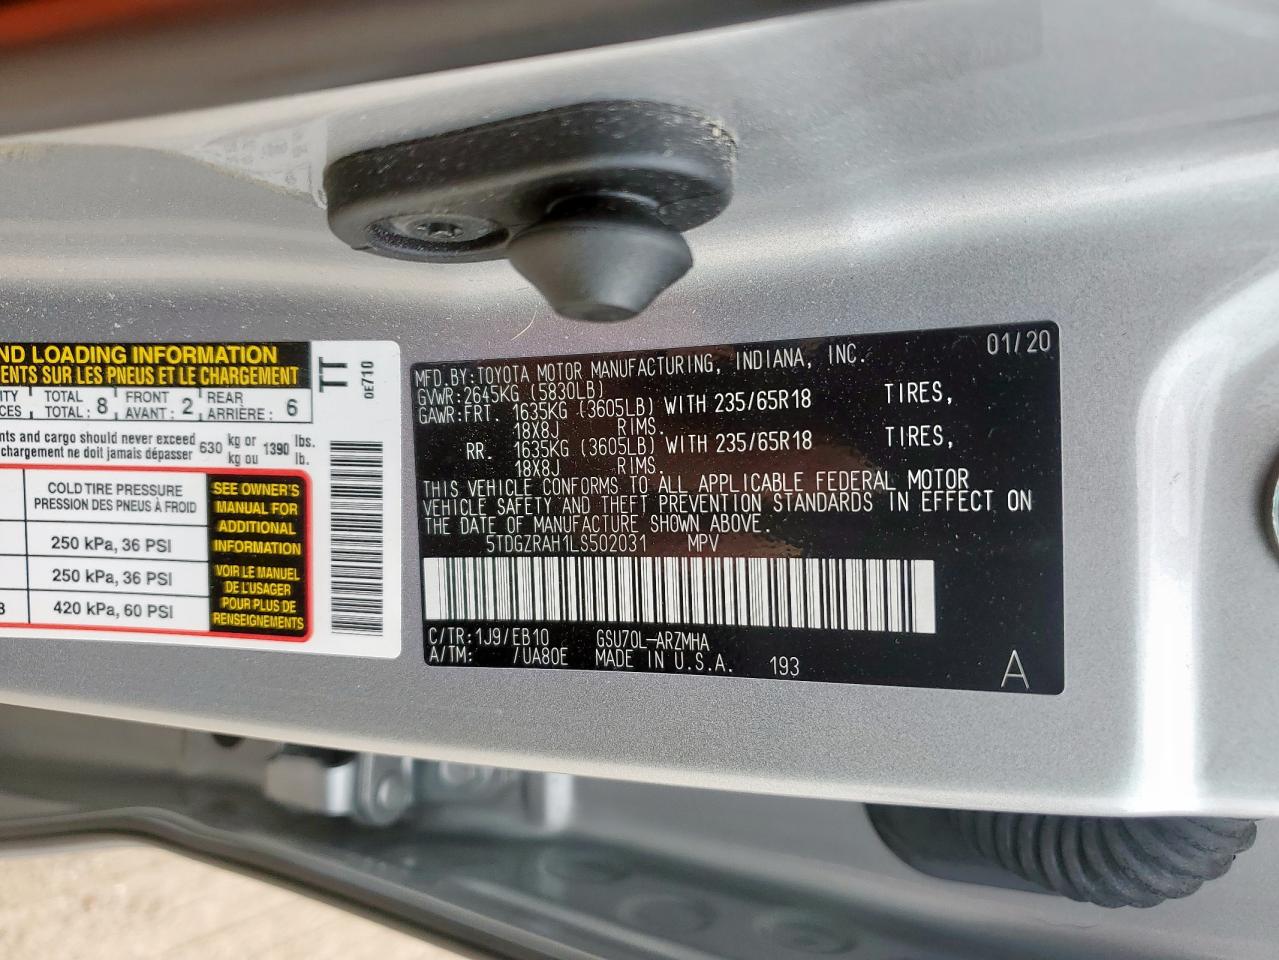 ND LOADING INFORMATION
ENTS SUR LES PNEUS ET LE CHARGEMENT
TOTAL FRONT REAR
CES TOTAL : 8 AVANT : 2 ARRIÈRE : 6
nts and cargo should never exceed 630 kg or 1390 lbs.
chargement ne doit jamais dépasser kg ou lb.
COLD TIRE PRESSURE
PRESSION DES PNEUS À FROID
250 kPa, 36 PSI
250 kPa, 36 PSI
420 kPa, 60 PSI
SEE OWNER'S
MANUAL FOR
ADDITIONAL
INFORMATION
VOIR LE MANUEL
DE L'USAGER
POUR PLUS DE
RENSEIGNEMENTS
TT
0E710
01/20
MFD.BY:TOYOTA MOTOR MANUFACTURING, INDIANA, INC.
GVWR:2645KG (5830LB)
GAWR:FRT. 1635KG (3605LB) WITH 235/65R18 TIRES,
18X8J RIMS.
RR. 1635KG (3605LB) WITH 235/65R18 TIRES,
18X8J RIMS.
THIS VEHICLE CONFORMS TO ALL APPLICABLE FEDERAL MOTOR
VEHICLE SAFETY AND THEFT PREVENTION STANDARDS IN EFFECT ON
THE DATE OF MANUFACTURE SHOWN ABOVE.
5TDGZRAH1LS502031 MPV
C/TR:1J9/EB10 GSU70L-ARZMHA
A/TM: /UA80E MADE IN U.S.A. 193
A